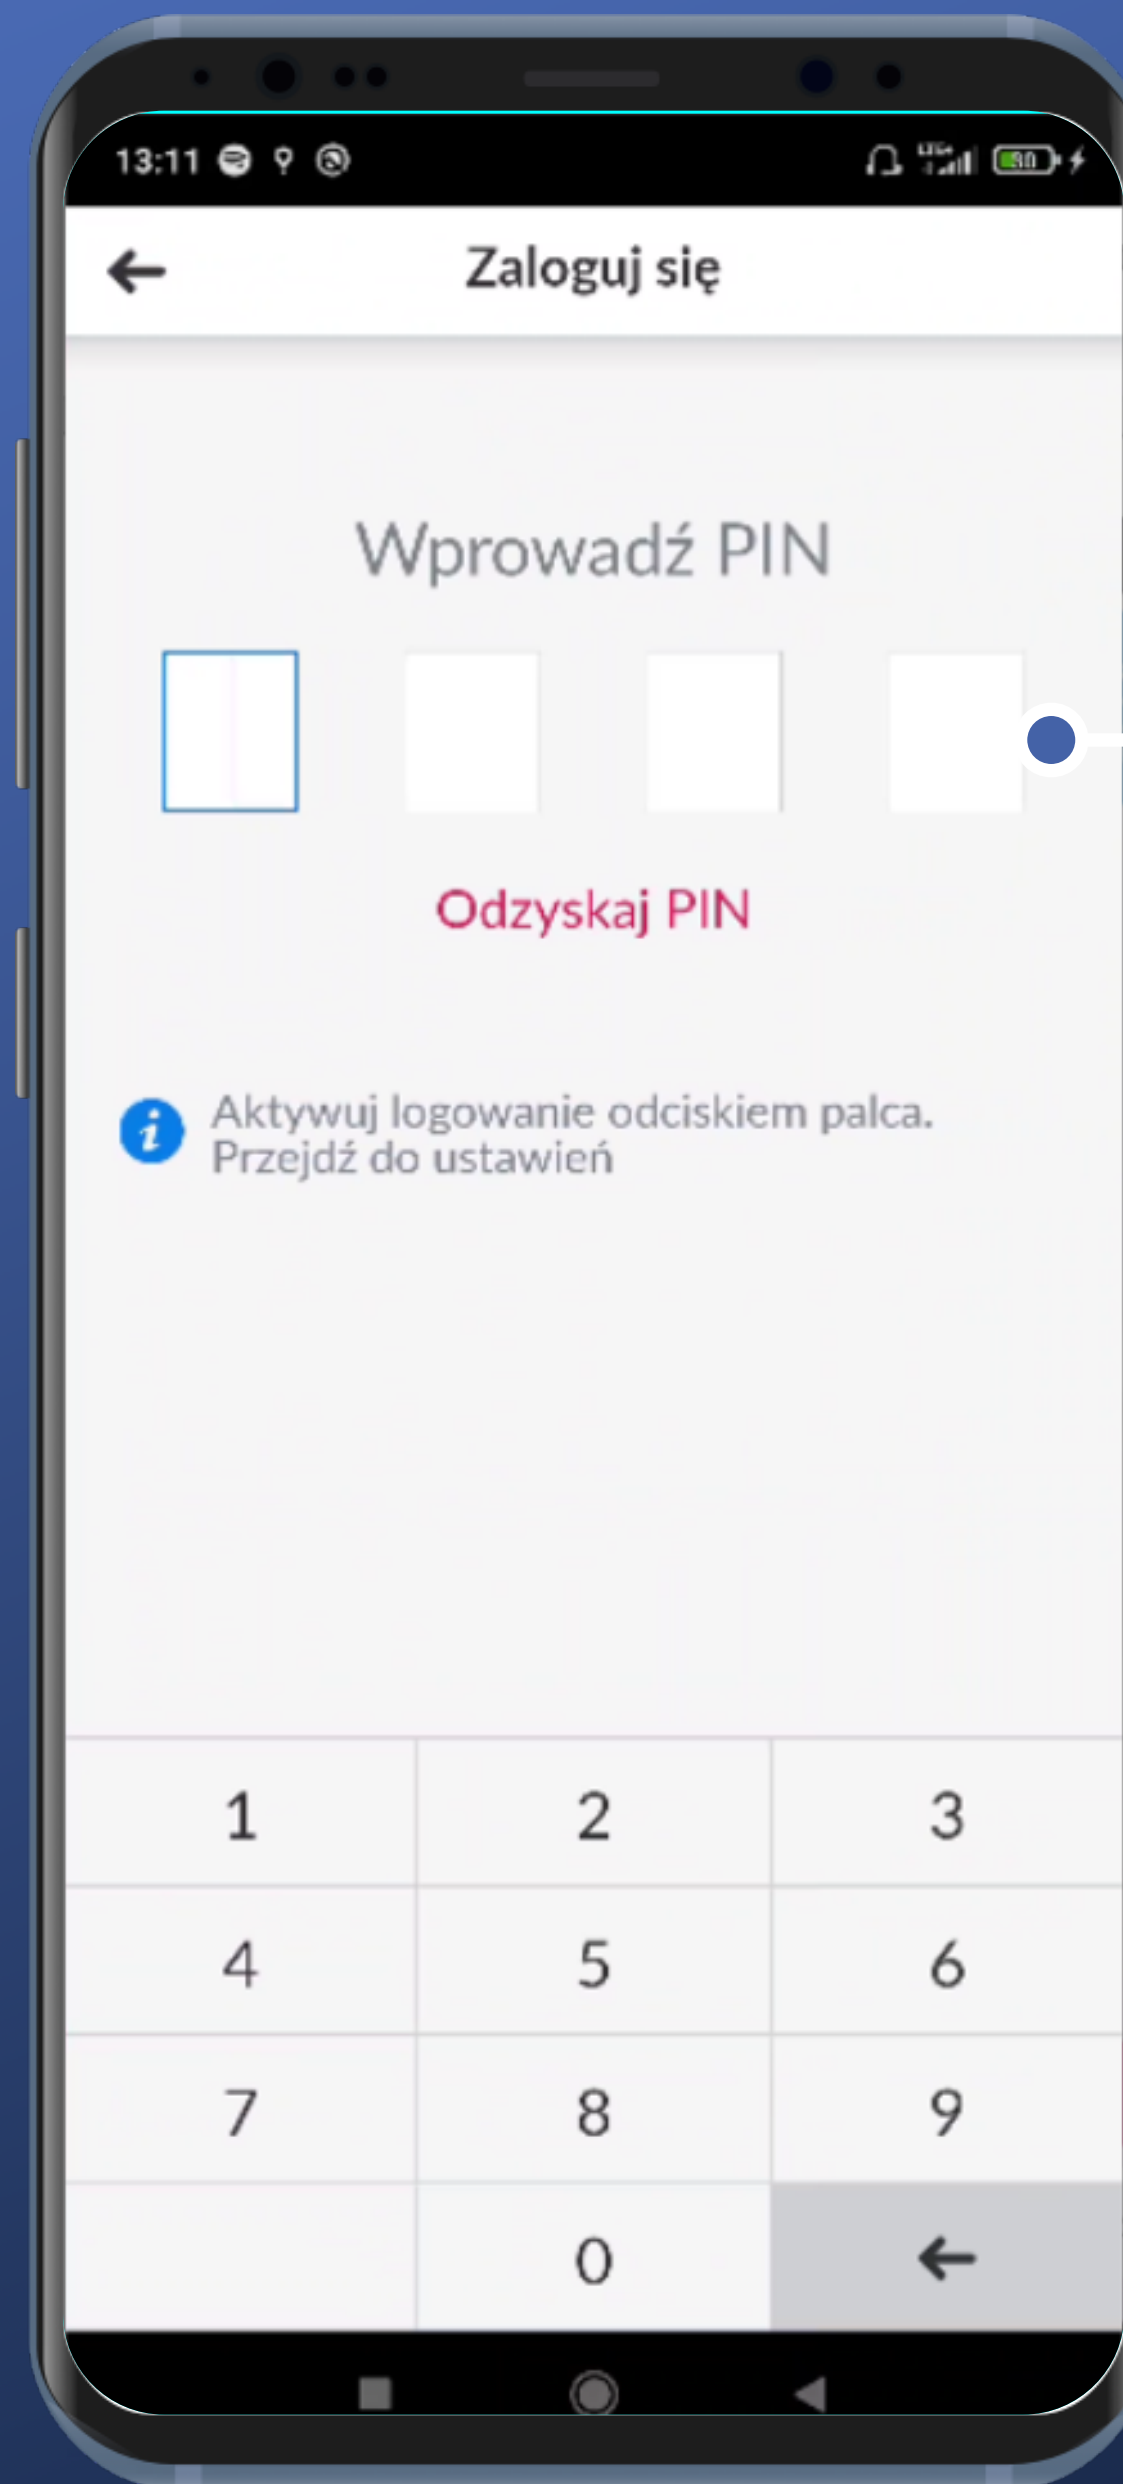 13:11
90
Zaloguj się
Wprowadź PIN
Odzyskaj PIN
Aktywuj logowanie odciskiem palca.
Przejdź do ustawień
1 2 3
4 5 6
7 8 9
0